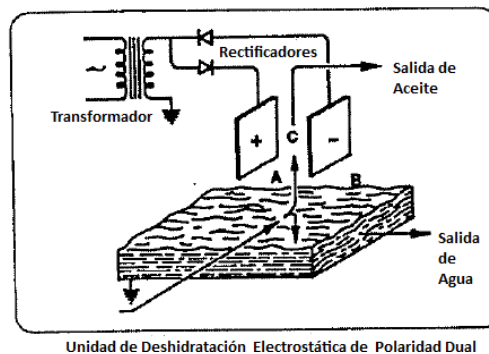 Rectificadores
Salida de
Aceite
Transformador
+
C
−
A
B
Salida
de
Agua
Unidad de Deshidratación Electrostática de Polaridad Dual